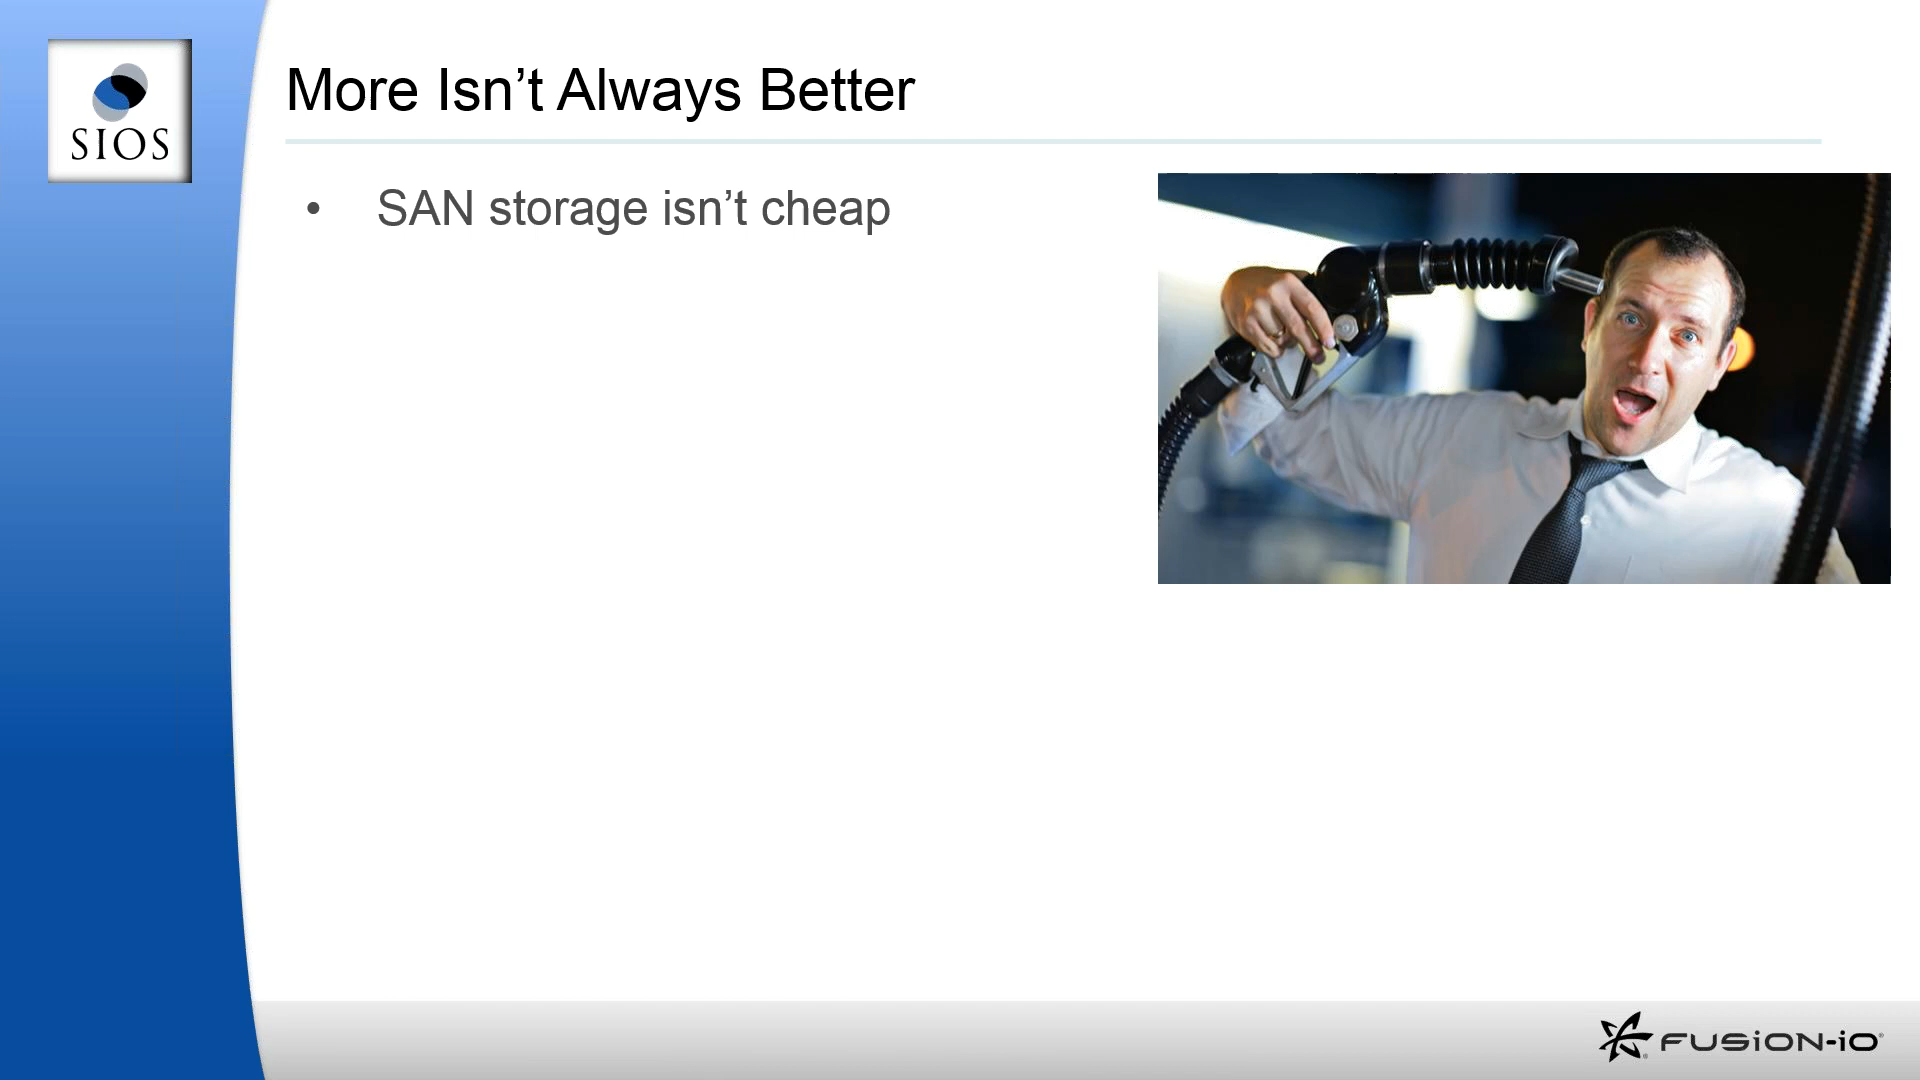 SIOS
More Isn’t Always Better
• SAN storage isn’t cheap
FUSION-iO®